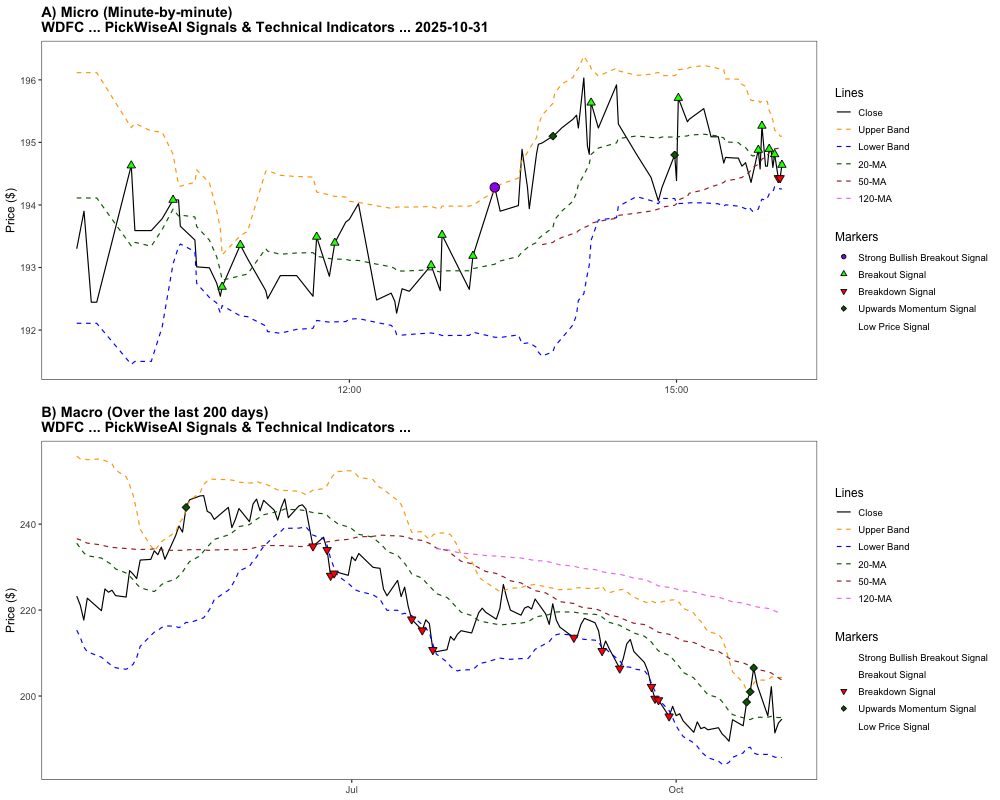 A) Micro (Minute-by-minute)
WDFC ... PickWiseAI Signals & Technical Indicators ... 2025-10-31
Price ($)
196
195
194
193
192
12:00
15:00
Lines
Close
Upper Band
Lower Band
20-MA
50-MA
120-MA
Markers
Strong Bullish Breakout Signal
Breakout Signal
Breakdown Signal
Upwards Momentum Signal
Low Price Signal
B) Macro (Over the last 200 days)
WDFC ... PickWiseAI Signals & Technical Indicators ...
Price ($)
240
220
200
Jul
Oct
Lines
Close
Upper Band
Lower Band
20-MA
50-MA
120-MA
Markers
Strong Bullish Breakout Signal
Breakout Signal
Breakdown Signal
Upwards Momentum Signal
Low Price Signal